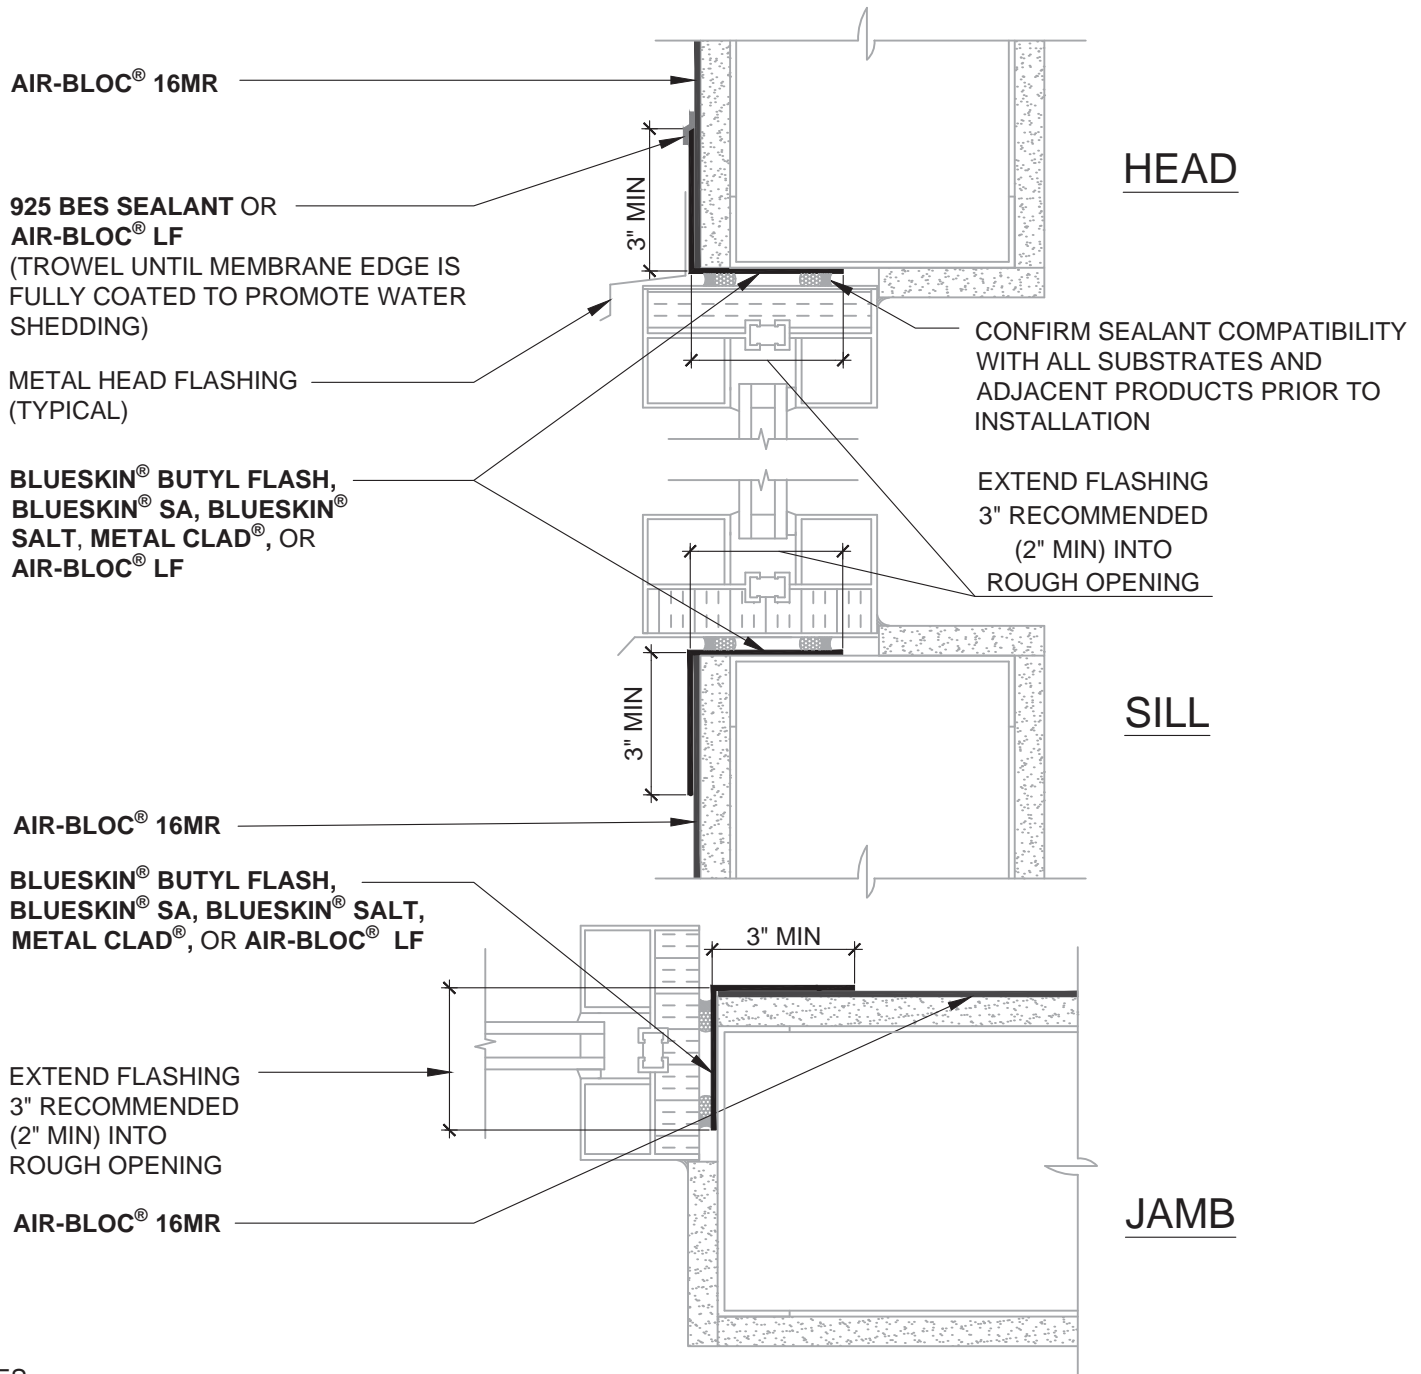 AIR-BLOC® 16MR
925 BES SEALANT OR
AIR-BLOC® LF
(TROWEL UNTIL MEMBRANE EDGE IS
FULLY COATED TO PROMOTE WATER
SHEDDING)
METAL HEAD FLASHING
(TYPICAL)
BLUESKIN® BUTYL FLASH,
BLUESKIN® SA, BLUESKIN®
SALT, METAL CLAD®, OR
AIR-BLOC® LF
3" MIN
HEAD
CONFIRM SEALANT COMPATIBILITY
WITH ALL SUBSTRATES AND
ADJACENT PRODUCTS PRIOR TO
INSTALLATION
EXTEND FLASHING
3" RECOMMENDED
(2" MIN) INTO
ROUGH OPENING
3" MIN
SILL
AIR-BLOC® 16MR
BLUESKIN® BUTYL FLASH,
BLUESKIN® SA, BLUESKIN® SALT,
METAL CLAD®, OR AIR-BLOC® LF
3" MIN
EXTEND FLASHING
3" RECOMMENDED
(2" MIN) INTO
ROUGH OPENING
AIR-BLOC® 16MR
JAMB